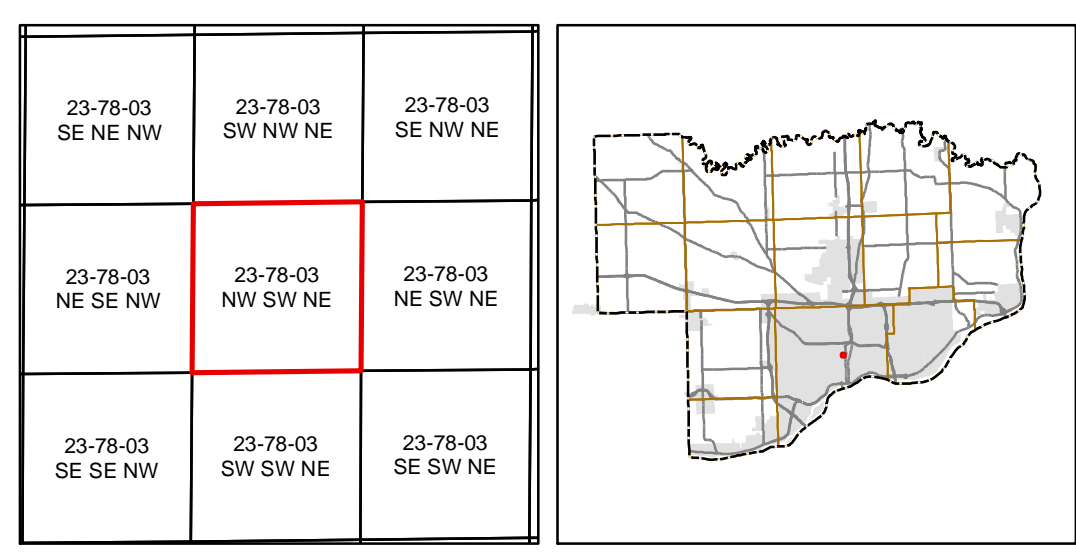 23-78-03
SE NE NW
23-78-03
SW NW NE
23-78-03
SE NW NE
23-78-03
NE SE NW
23-78-03
NW SW NE
23-78-03
NE SW NE
23-78-03
SE SE NW
23-78-03
SW SW NE
23-78-03
SE SW NE